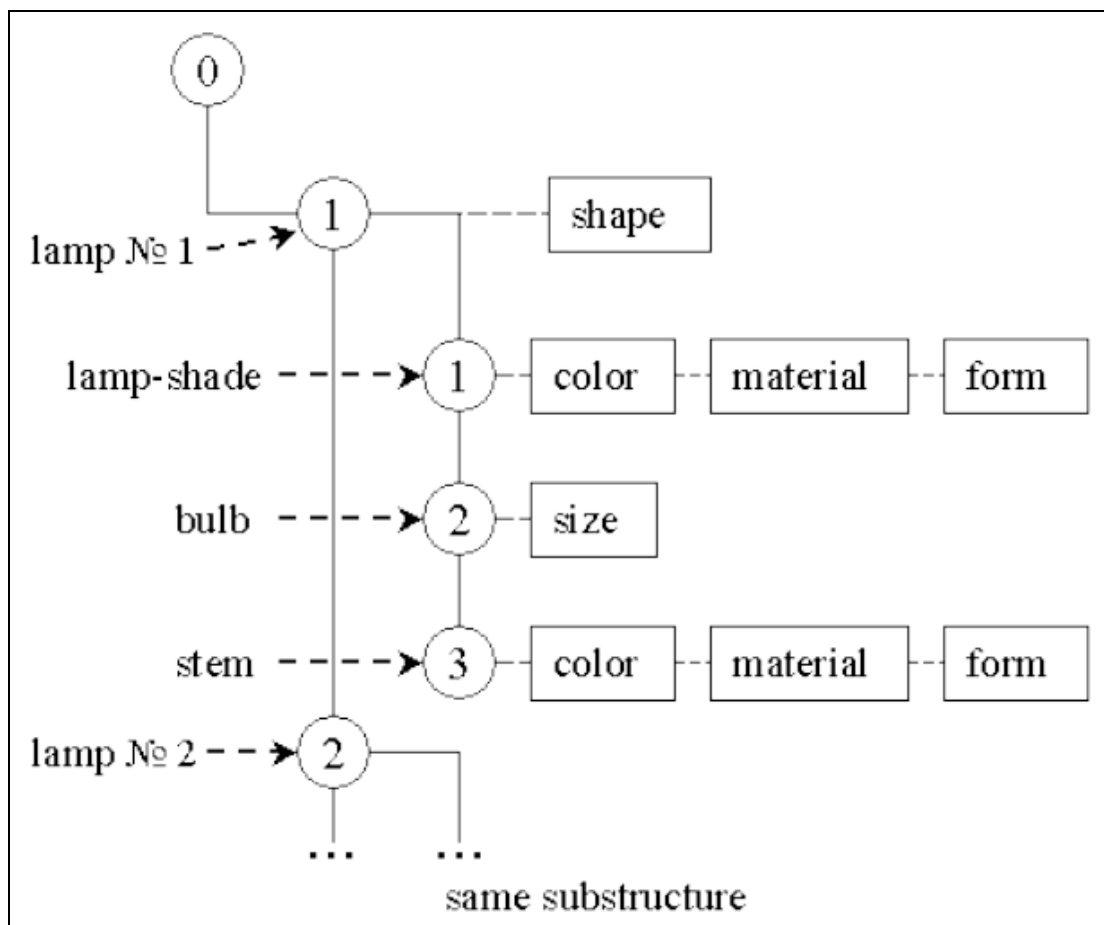 0
1 shape
lamp № 1
lamp-shade 1 color material form
bulb 2 size
stem 3 color material form
lamp № 2 2
... ...
same substructure